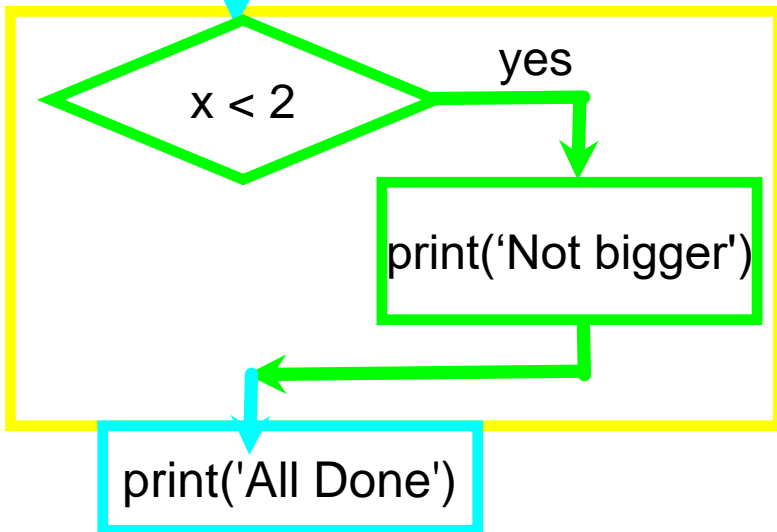 yes
x < 2
print(‘Not bigger')
print('All Done')